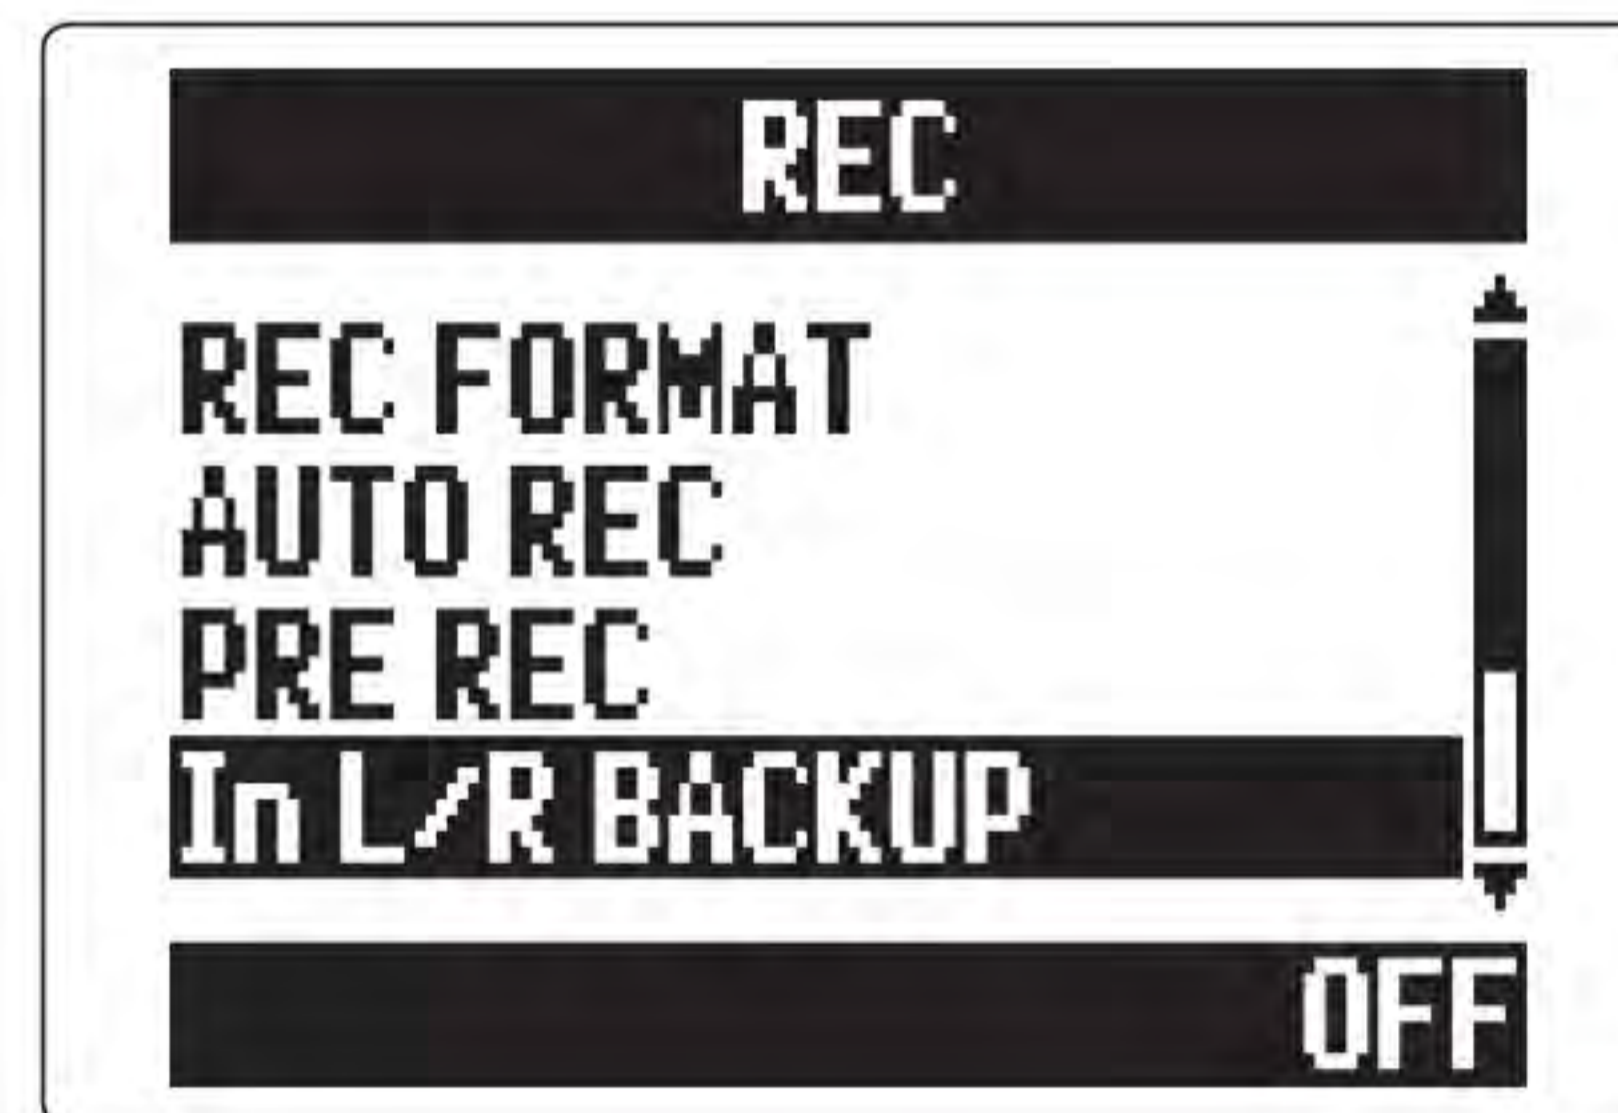 REC
REC FORMAT
AUTO REC
PRE REC
In L/R BACKUP
OFF